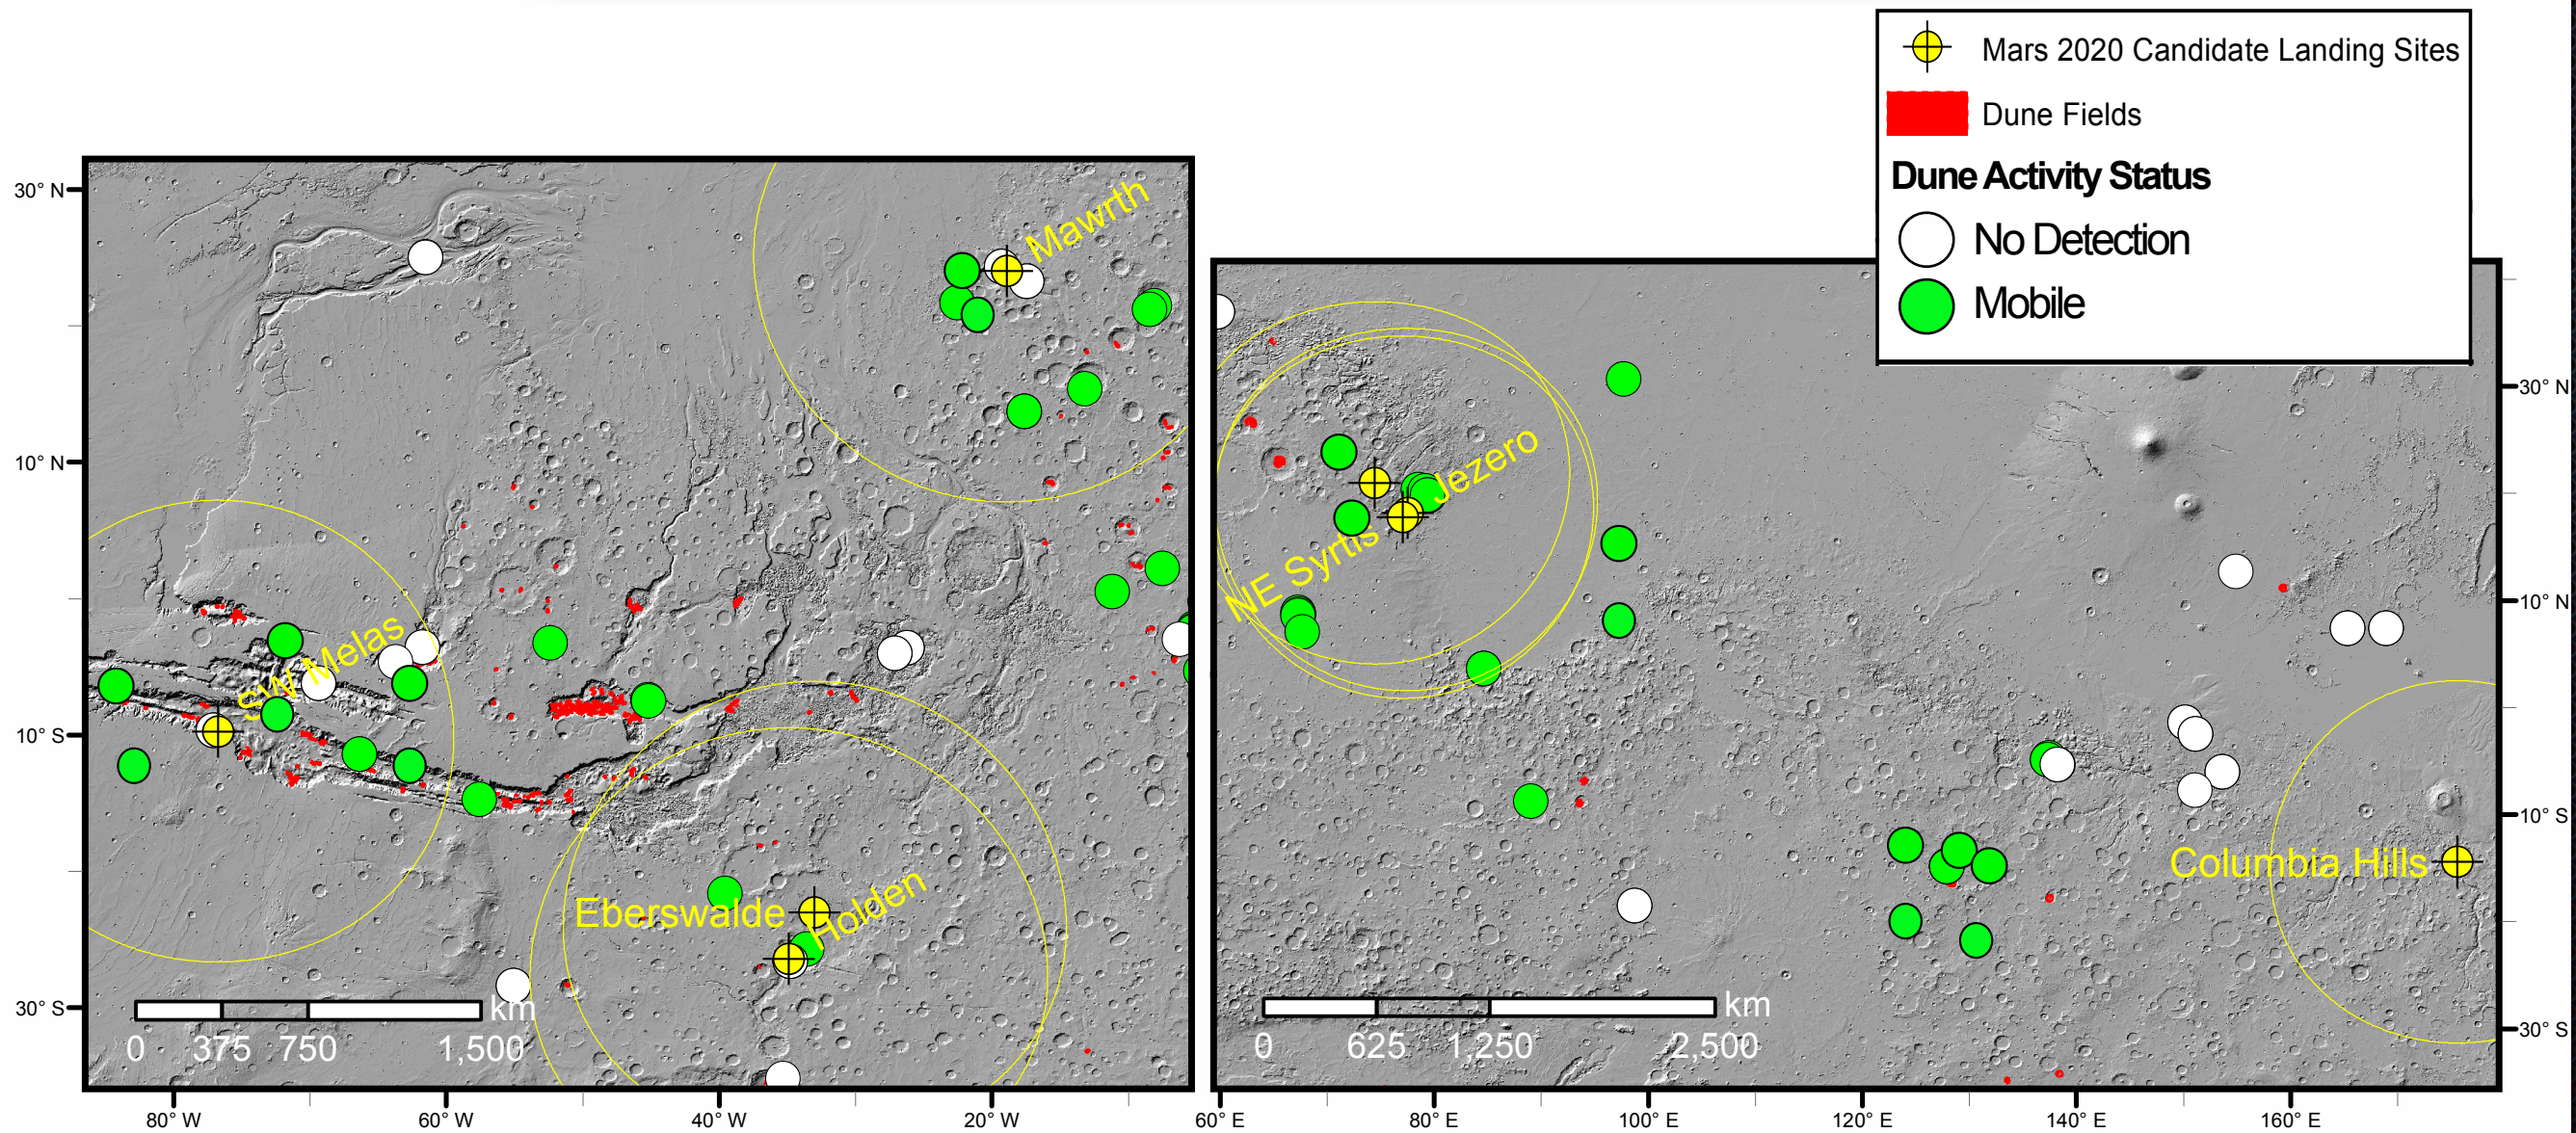 Mars 2020 Candidate Landing Sites
Dune Fields
Dune Activity Status
No Detection
Mobile
30° N
10° N
10° S
30° S
Mawrth
SW Melas
Eberswalde
Holden
km
0 375 750 1,500
80° W 60° W 40° W 20° W
Jezero
NE Syrtis
Columbia Hills
30° N
10° N
10° S
30° S
km
0 625 1,250 2,500
60° E 80° E 100° E 120° E 140° E 160° E